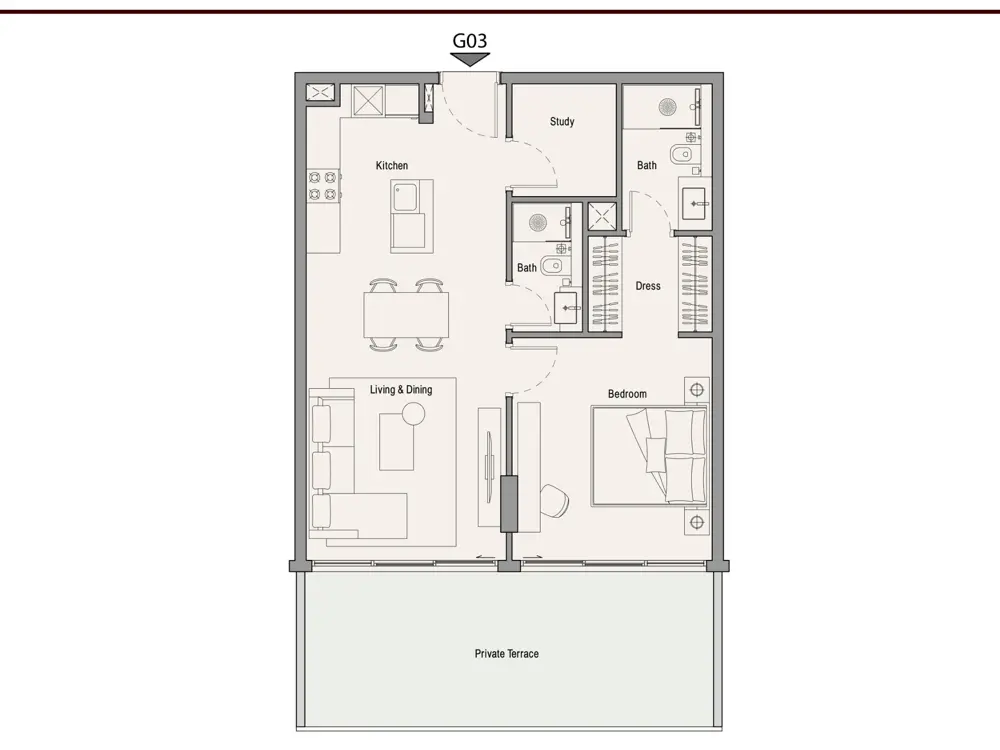 G03
Study
Kitchen
Bath
Bath
Dress
Living & Dining
Bedroom
Private Terrace